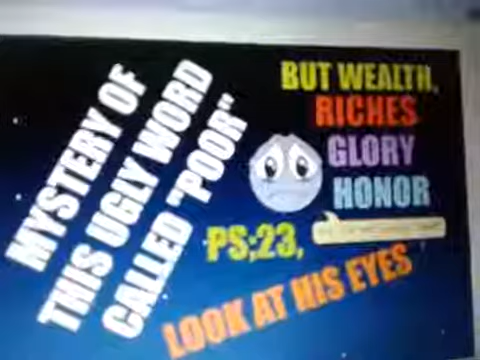 MYSTERY OF
THIS UGLY WORD
CALLED "POOR"
BUT WEALTH,
RICHES
GLORY
HONOR
PS;23,
LOOK AT HIS EYES